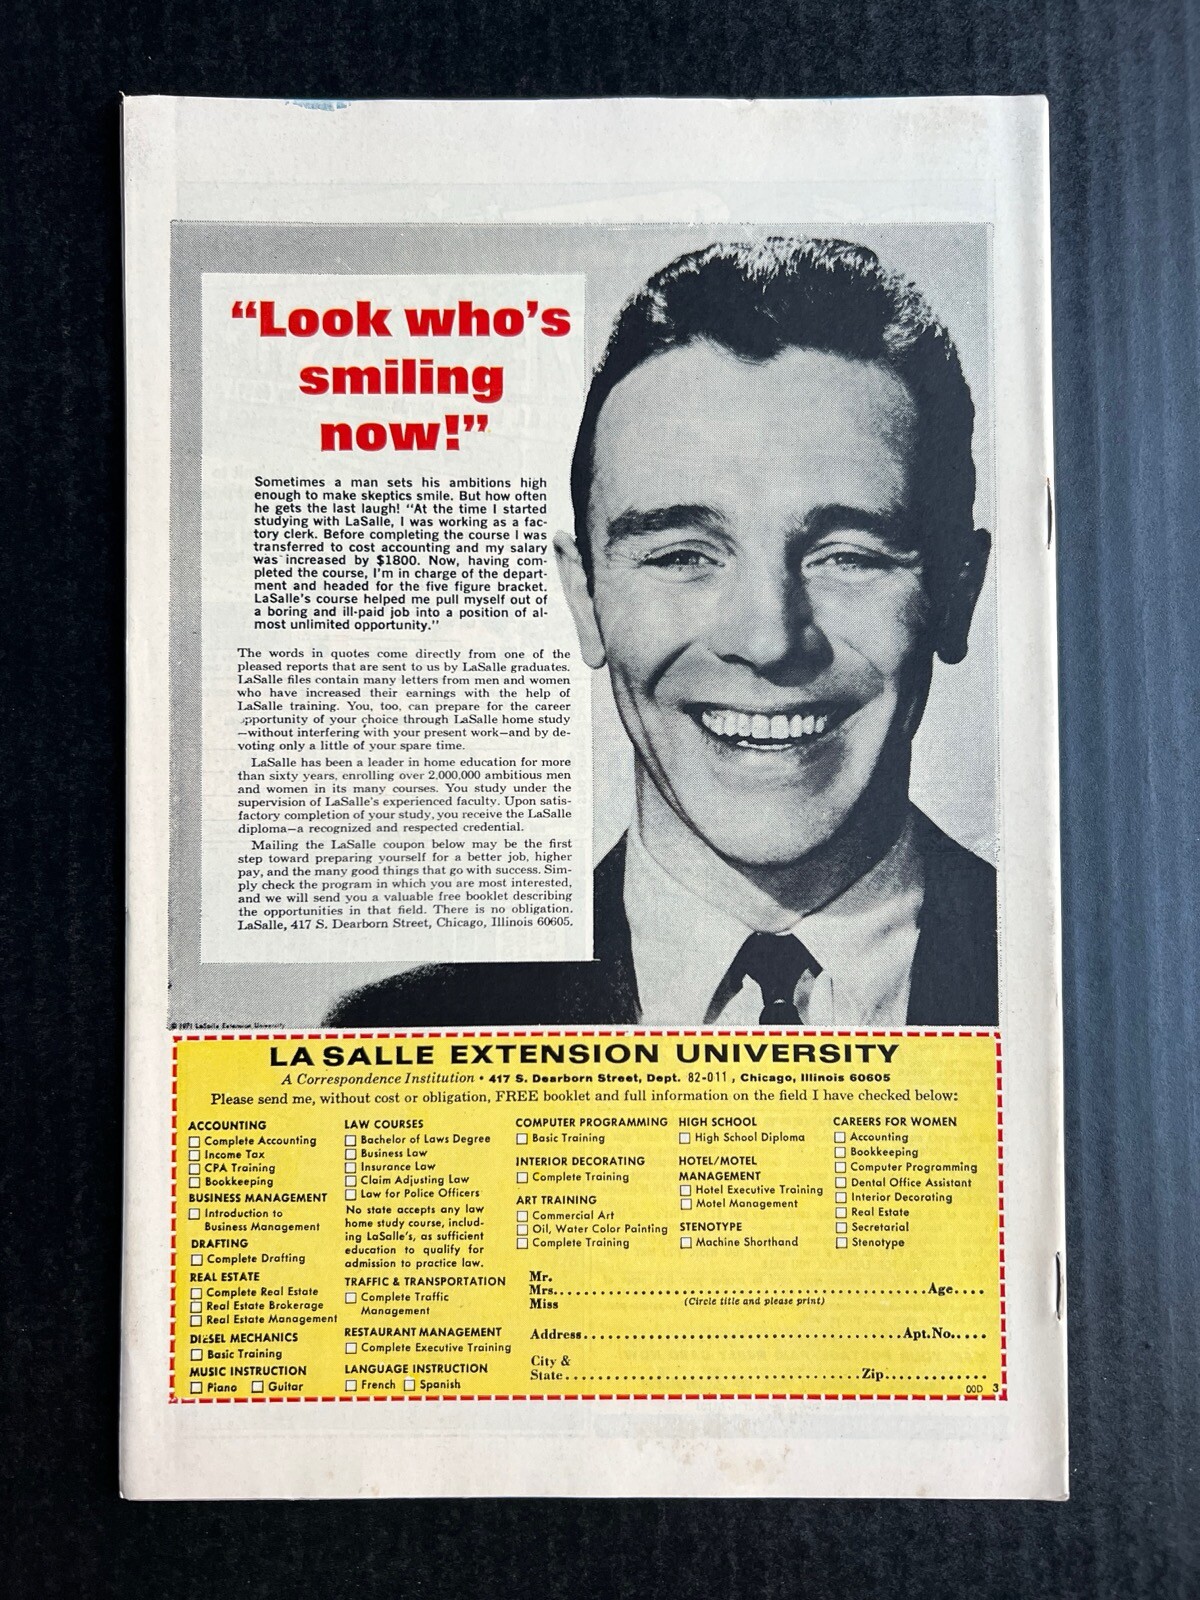 “Look who’s
smiling
now!”
Sometimes a man sets his ambitions high
enough to make skeptics smile. But how often
he gets the last laugh! “At the time I started
studying with LaSalle, I was working as a fac-
tory clerk. Before completing the course I was
transferred to cost accounting and my salary
was increased by $1800. Now, having com-
pleted the course, I’m in charge of the depart-
ment and headed for the five figure bracket.
LaSalle’s course helped me pull myself out of
a boring and ill-paid job into a position of al-
most unlimited opportunity.”
The words in quotes come directly from one of the
pleased reports that are sent to us by LaSalle graduates.
LaSalle files contain many letters from men and women
who have increased their earnings with the help of
LaSalle training. You, too, can prepare for the career
opportunity of your choice through LaSalle home study
—without interfering with your present work—and by de-
voting only a little of your spare time.
LaSalle has been a leader in home education for more
than sixty years, enrolling over 2,000,000 ambitious men
and women in its many courses. You study under the
supervision of LaSalle’s experienced faculty. Upon satis-
factory completion of your study, you receive the LaSalle
diploma—a recognized and respected credential.
Mailing the LaSalle coupon below may be the first
step toward preparing yourself for a better job, higher
pay, and the many good things that go with success. Sim-
ply check the program in which you are most interested,
and we will send you a valuable free booklet describing
the opportunities in that field. There is no obligation.
LaSalle, 417 S. Dearborn Street, Chicago, Illinois 60605.
© 1971 LaSalle Extension University
LA SALLE EXTENSION UNIVERSITY
A Correspondence Institution • 417 S. Dearborn Street, Dept. 82-011, Chicago, Illinois 60605
Please send me, without cost or obligation, FREE booklet and full information on the field I have checked below:
ACCOUNTING
Complete Accounting
Income Tax
CPA Training
Bookkeeping
BUSINESS MANAGEMENT
Introduction to
Business Management
DRAFTING
Complete Drafting
REAL ESTATE
Complete Real Estate
Real Estate Brokerage
Real Estate Management
DIESEL MECHANICS
Basic Training
MUSIC INSTRUCTION
Piano Guitar
LAW COURSES
Bachelor of Laws Degree
Business Law
Insurance Law
Claim Adjusting Law
Law for Police Officers
No state accepts any law
home study course, includ-
ing LaSalle’s, as sufficient
education to qualify for
admission to practice law.
TRAFFIC & TRANSPORTATION
Complete Traffic
Management
RESTAURANT MANAGEMENT
Complete Executive Training
LANGUAGE INSTRUCTION
French Spanish
COMPUTER PROGRAMMING
Basic Training
INTERIOR DECORATING
Complete Training
ART TRAINING
Commercial Art
Oil, Water Color Painting
Complete Training
HIGH SCHOOL
High School Diploma
HOTEL/MOTEL
MANAGEMENT
Hotel Executive Training
Motel Management
STENOTYPE
Machine Shorthand
CAREERS FOR WOMEN
Accounting
Bookkeeping
Computer Programming
Dental Office Assistant
Interior Decorating
Real Estate
Secretarial
Stenotype
Mr.
Mrs. Age
Miss (Circle title and please print)
Address Apt.No.
City &
State Zip
00D 3